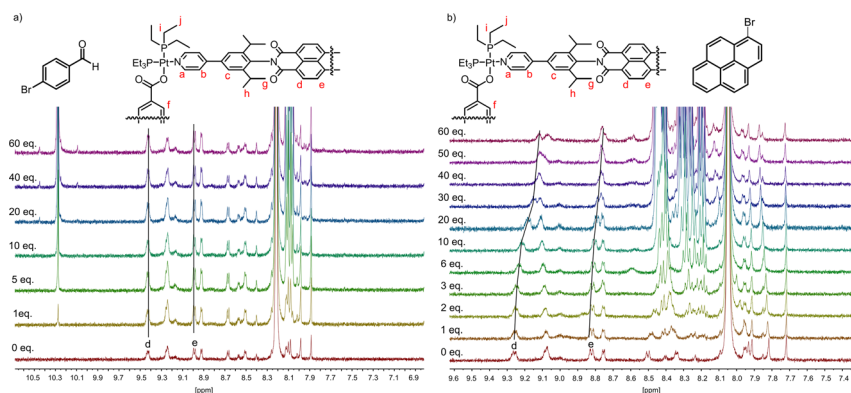 a)
O
H
Br
j
i
P
Et3P
Pt
N
O
O
a
b
c
h
g
O
N
O
d
e
f
60 eq.
40 eq.
20 eq.
10 eq.
5 eq.
1eq.
0 eq.
d
e
10.5 10.3 10.1 9.9 9.7 9.5 9.3 9.1 8.9 8.7 8.5 8.3 8.1 7.9 7.7 7.5
[ppm]
b)
j
i
P
Et3P
Pt
N
O
O
a
b
c
h
g
O
N
O
d
e
f
Br
60 eq.
50 eq.
40 eq.
30 eq.
20 eq.
10 eq.
6 eq.
3 eq.
2 eq.
1 eq.
0 eq.
d
e
9.6 9.5 9.4 9.3 9.2 9.1 9.0 8.9 8.8 8.7 8.6 8.5 8.4 8.3 8.2 8.1 8.0 7.9 7.8 7.7 7.6 7.5 7.4
[ppm]